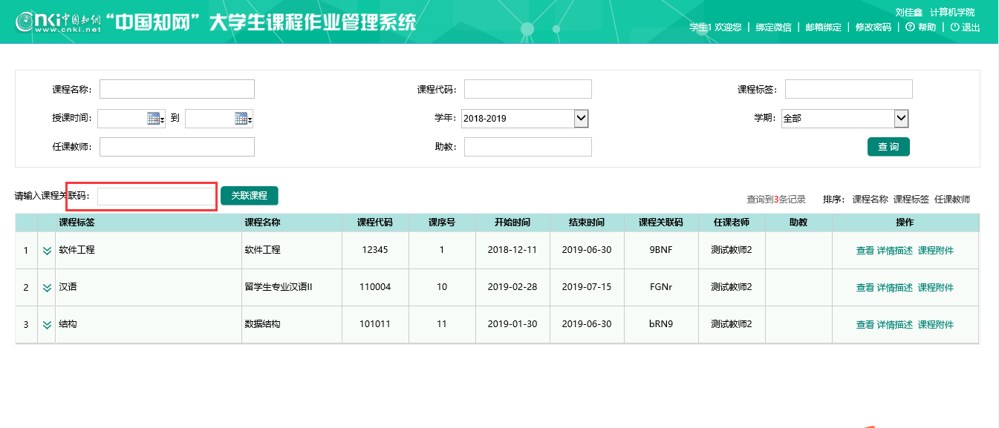 cnki中国知网 www.cnki.net “中国知网”大学生课程作业管理系统
刘佳鑫 计算机学院
学生1 欢迎您 | 绑定微信 | 邮箱绑定 | 修改密码 | 帮助 | 退出
课程名称： 课程代码： 课程标签：
授课时间： 到 学年： 2018-2019 学期： 全部
任课教师： 助教： 查 询
请输入课程关联码： 关联课程 查询到3条记录 排序： 课程名称 课程标签 任课教师
课程标签 课程名称 课程代码 课序号 开始时间 结束时间 课程关联码 任课老师 助教 操作
1 软件工程 软件工程 12345 1 2018-12-11 2019-06-30 9BNF 测试教师2 查看 详情描述 课程附件
2 汉语 留学生专业汉语II 110004 10 2019-02-28 2019-07-15 FGNr 测试教师2 查看 详情描述 课程附件
3 结构 数据结构 101011 11 2019-01-30 2019-06-30 bRN9 测试教师2 查看 详情描述 课程附件